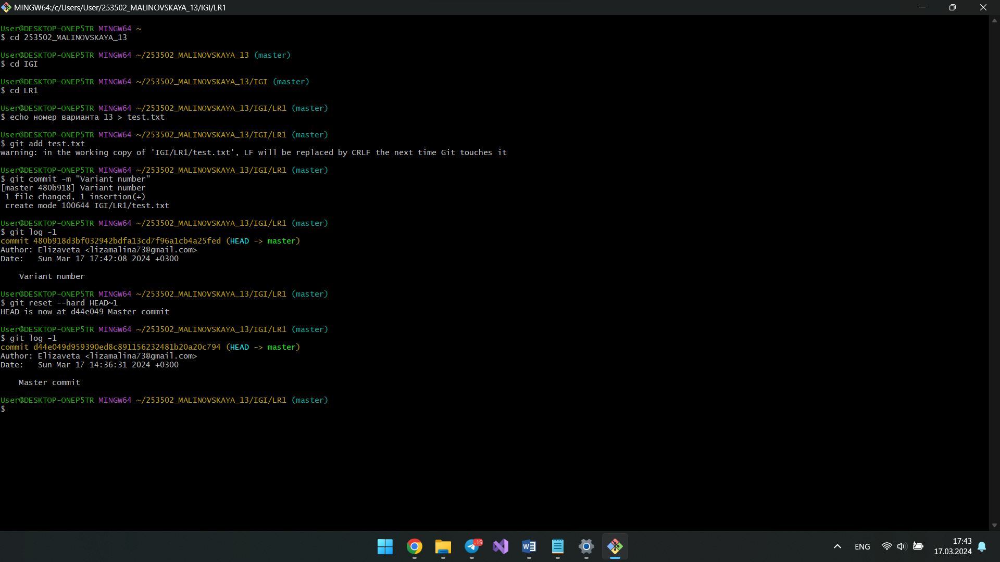 MINGW64:/c/Users/User/253502_MALINOVSKAYA_13/IGI/LR1
User@DESKTOP-ONEP5TR MINGW64 ~
$ cd 253502_MALINOVSKAYA_13
User@DESKTOP-ONEP5TR MINGW64 ~/253502_MALINOVSKAYA_13 (master)
$ cd IGI
User@DESKTOP-ONEP5TR MINGW64 ~/253502_MALINOVSKAYA_13/IGI (master)
$ cd LR1
User@DESKTOP-ONEP5TR MINGW64 ~/253502_MALINOVSKAYA_13/IGI/LR1 (master)
$ echo номер варианта 13 > test.txt
User@DESKTOP-ONEP5TR MINGW64 ~/253502_MALINOVSKAYA_13/IGI/LR1 (master)
$ git add test.txt
warning: in the working copy of 'IGI/LR1/test.txt', LF will be replaced by CRLF the next time Git touches it
User@DESKTOP-ONEP5TR MINGW64 ~/253502_MALINOVSKAYA_13/IGI/LR1 (master)
$ git commit -m "Variant number"
[master 480b918] Variant number
 1 file changed, 1 insertion(+)
 create mode 100644 IGI/LR1/test.txt
User@DESKTOP-ONEP5TR MINGW64 ~/253502_MALINOVSKAYA_13/IGI/LR1 (master)
$ git log -1
commit 480b918d3bf032942bdfa13cd7f96a1cb4a25fed (HEAD -> master)
Author: Elizaveta <lizamalina73@gmail.com>
Date:   Sun Mar 17 17:42:08 2024 +0300
    Variant number
User@DESKTOP-ONEP5TR MINGW64 ~/253502_MALINOVSKAYA_13/IGI/LR1 (master)
$ git reset --hard HEAD~1
HEAD is now at d44e049 Master commit
User@DESKTOP-ONEP5TR MINGW64 ~/253502_MALINOVSKAYA_13/IGI/LR1 (master)
$ git log -1
commit d44e049d959390ed8c891156232481b20a20c794 (HEAD -> master)
Author: Elizaveta <lizamalina73@gmail.com>
Date:   Sun Mar 17 14:36:31 2024 +0300
    Master commit
User@DESKTOP-ONEP5TR MINGW64 ~/253502_MALINOVSKAYA_13/IGI/LR1 (master)
$
..15
W
ENG
17:43
17.03.2024